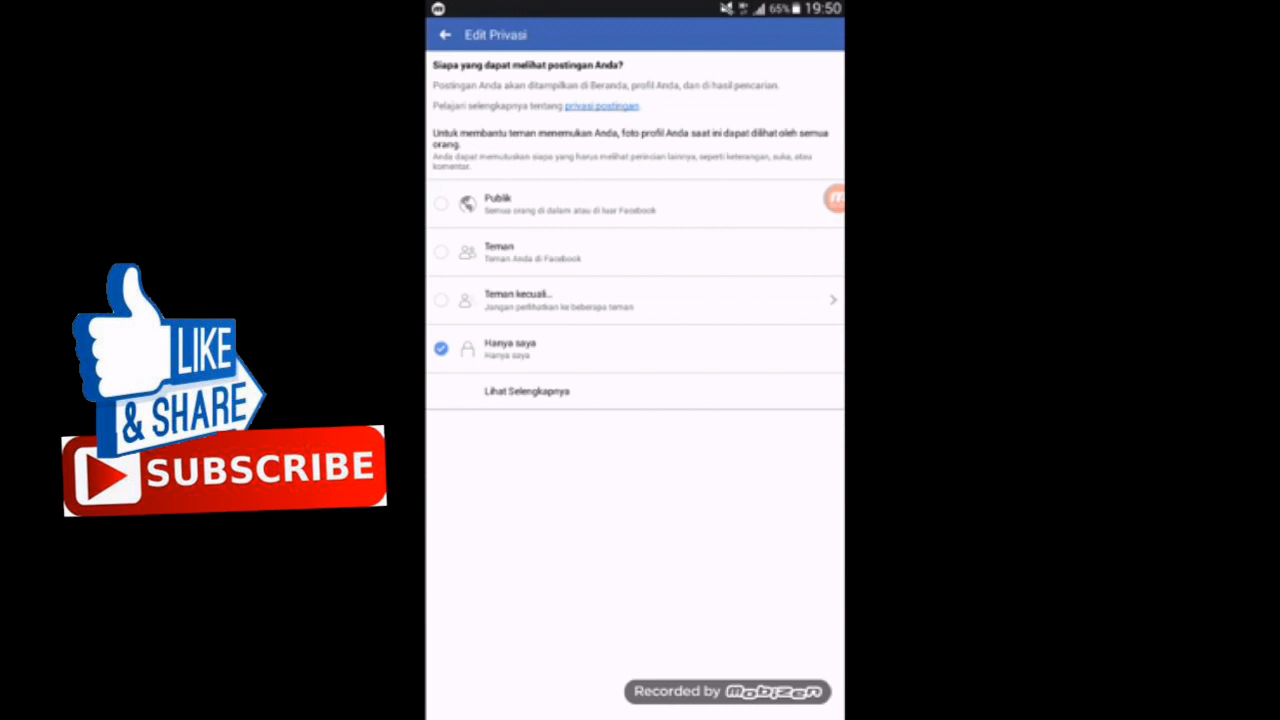 65% 19:50
Edit Privasi
Siapa yang dapat melihat postingan Anda?
Postingan Anda akan ditampilkan di Beranda, profil Anda, dan di hasil pencarian.
Pelajari selengkapnya tentang privasi postingan.
Untuk membantu teman menemukan Anda, foto profil Anda saat ini dapat dilihat oleh semua
orang.
Anda dapat memutuskan siapa yang harus melihat perincian lainnya, seperti keterangan, suka, atau
komentar.
Publik
Semua orang di dalam atau di luar Facebook
Teman
Teman Anda di Facebook
Teman kecuali...
Jangan perlihatkan ke beberapa teman
Hanya saya
Hanya saya
Lihat Selengkapnya
LIKE
& SHARE
SUBSCRIBE
Recorded by mobizen